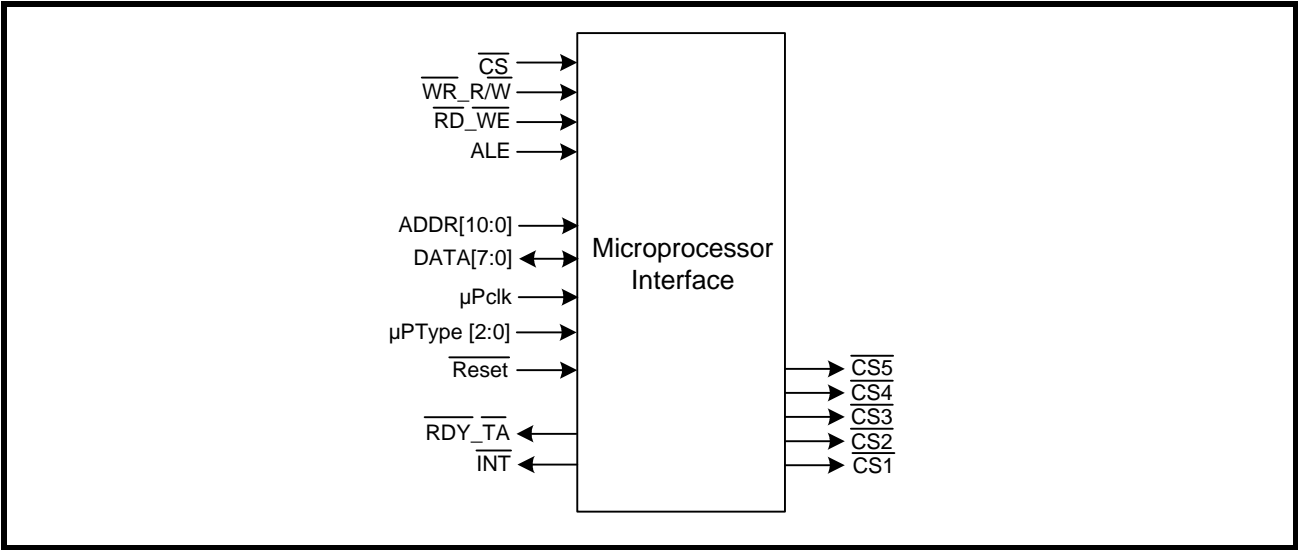 CS
WR_R/W
RD_WE
ALE
ADDR[10:0]
DATA[7:0]
µPclk
µPType [2:0]
Reset
RDY_TA
INT
Microprocessor
Interface
CS5
CS4
CS3
CS2
CS1